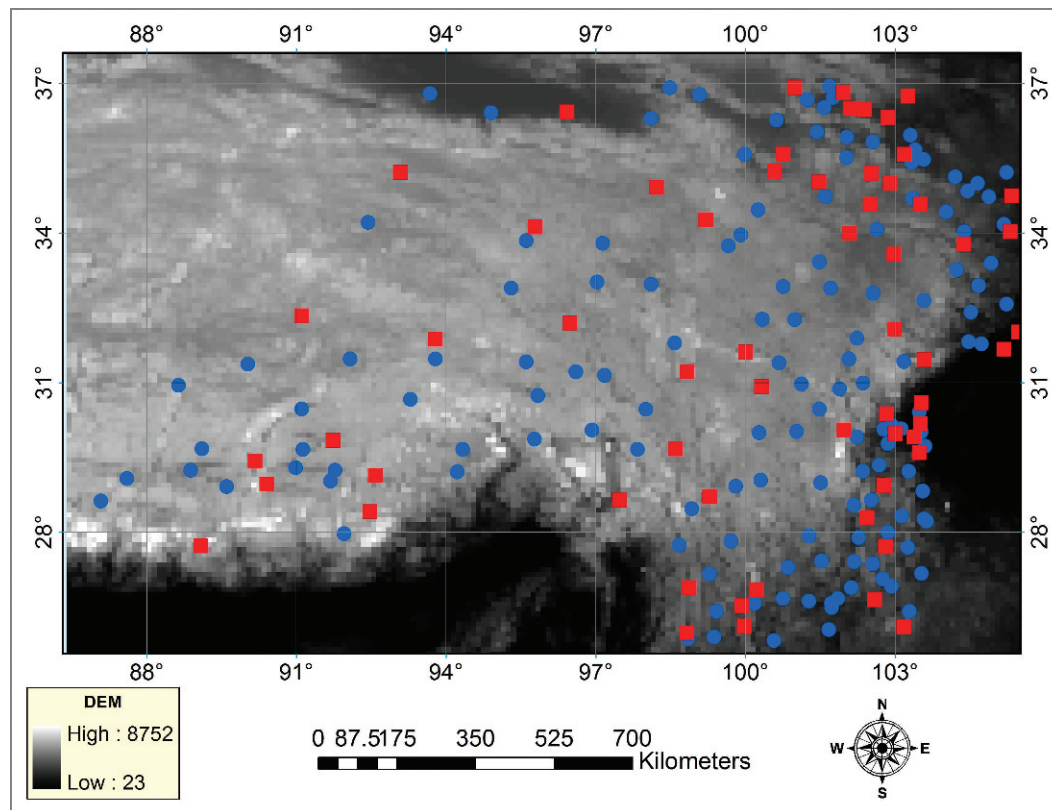 88° 91° 94° 97° 100° 103°
37° 37°
34° 34°
31° 31°
28° 28°
88° 91° 94° 97° 100° 103°
DEM
High : 8752
Low : 23
0 87.5175 350 525 700
Kilometers
N
W E
S